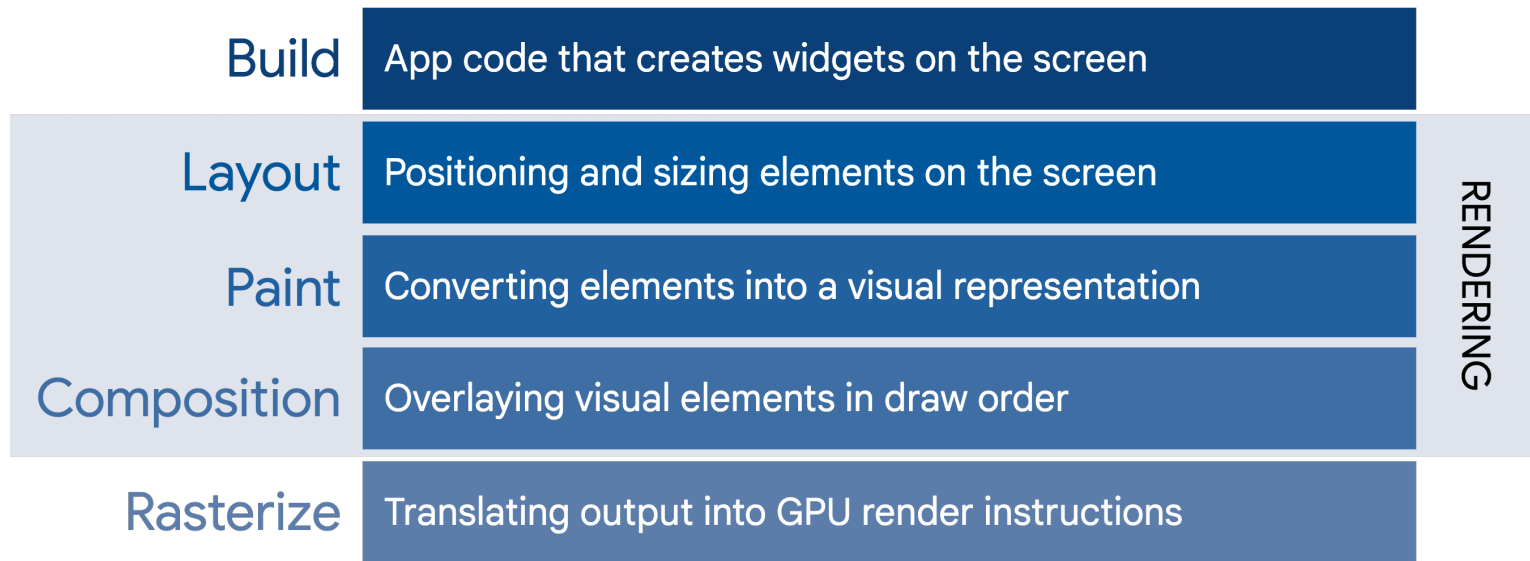 Build
App code that creates widgets on the screen
Layout
Positioning and sizing elements on the screen
Paint
Converting elements into a visual representation
Composition
Overlaying visual elements in draw order
Rasterize
Translating output into GPU render instructions
RENDERING